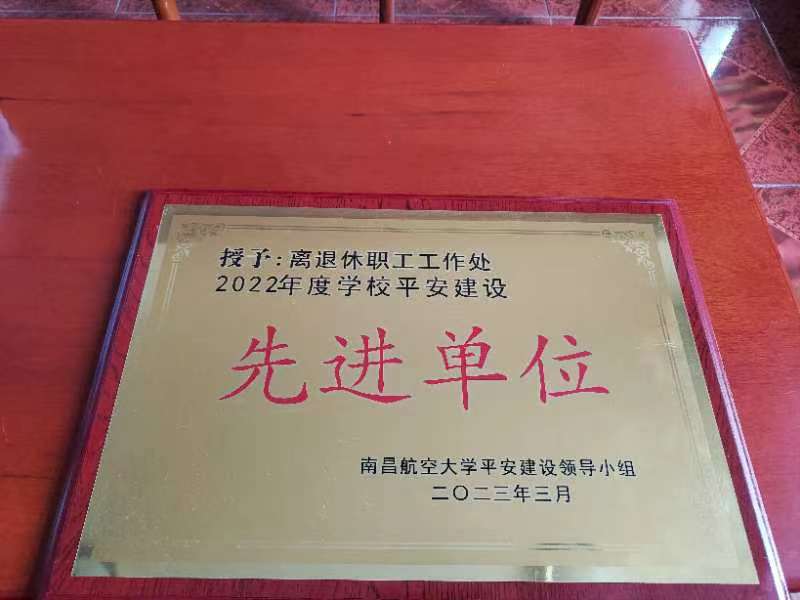 授予:离退休职工工作处
2022年度学校平安建设
先进单位
南昌航空大学平安建设领导小组
二〇二三年三月